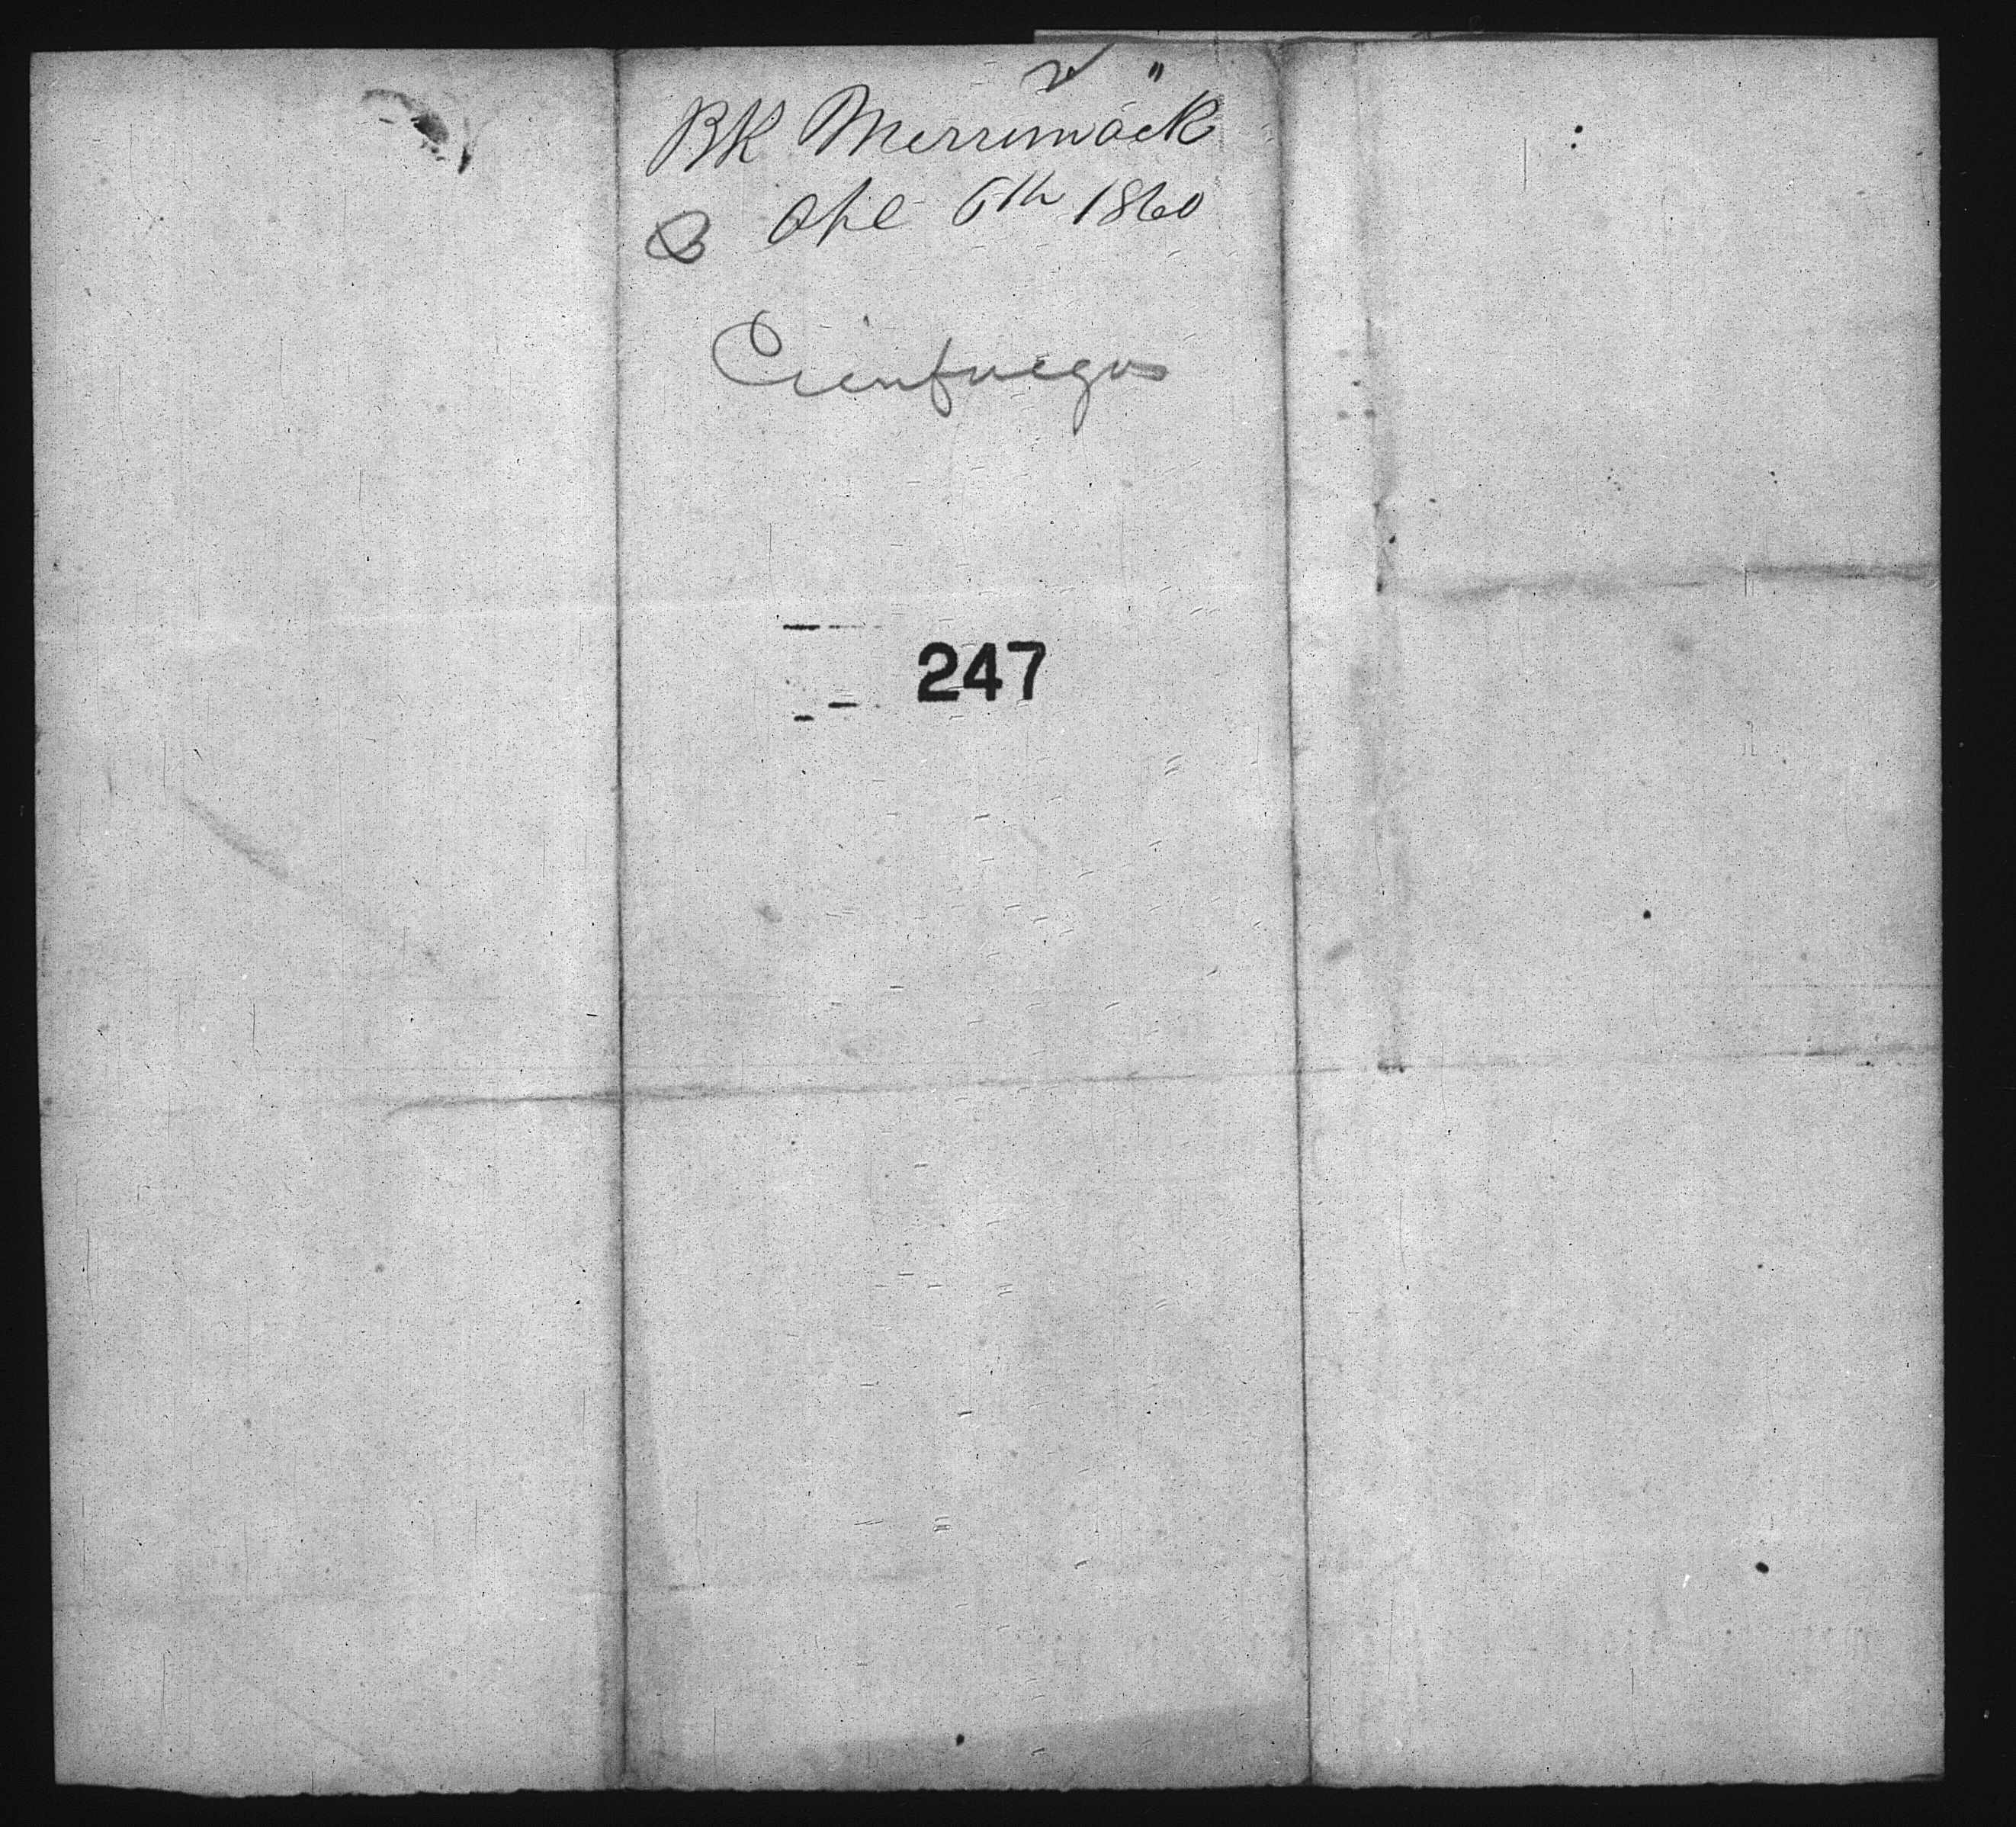 BK Merrimack
Apl 6th 1860
Cienfuegos
247